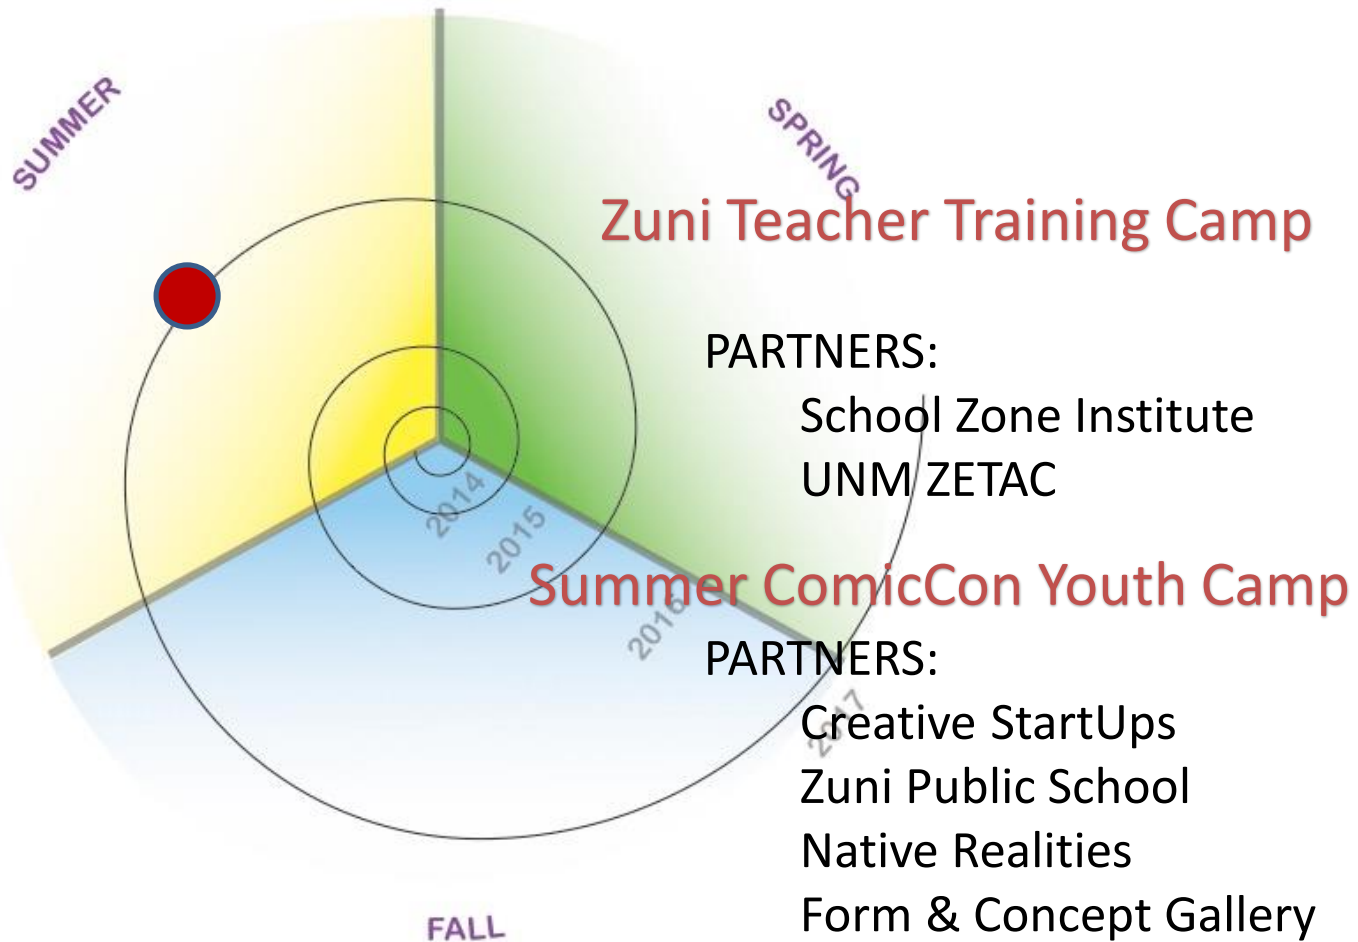 SUMMER
SPRING
Zuni Teacher Training Camp
PARTNERS:
School Zone Institute
UNM ZETAC
2014
2015
Summer ComicCon Youth Camp
2016
PARTNERS:
2017
Creative StartUps
Zuni Public School
Native Realities
Form & Concept Gallery
FALL